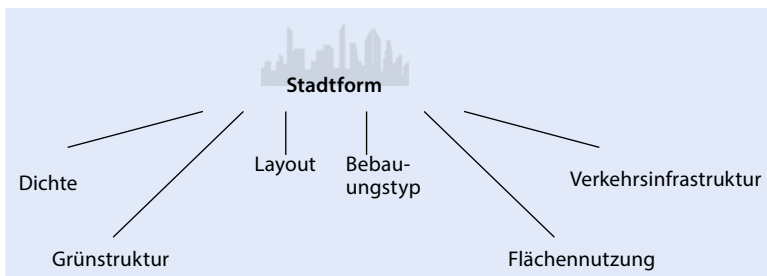 Stadtform
Layout
Bebau-
ungstyp
Dichte
Verkehrsinfrastruktur
Grünstruktur
Flächennutzung